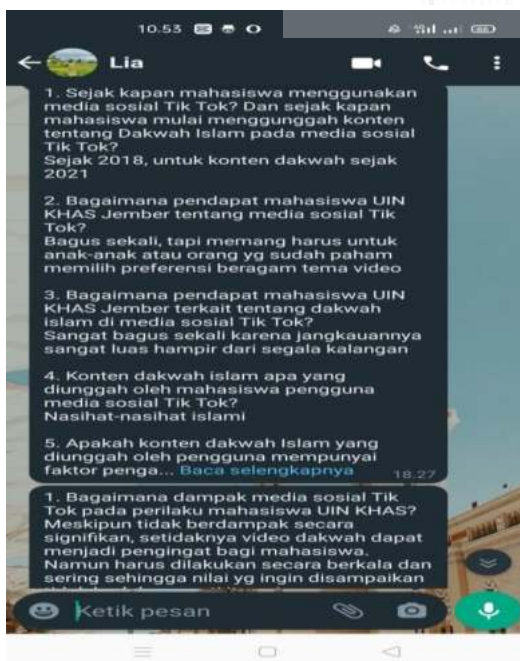 10.53
Lia
1. Sejak kapan mahasiswa menggunakan
media sosial Tik Tok? Dan sejak kapan
mahasiswa mulai menggunggah konten
tentang Dakwah Islam pada media sosial
Tik Tok?
Sejak 2018, untuk konten dakwah sejak
2021
2. Bagaimana pendapat mahasiswa UIN
KHAS Jember tentang media sosial Tik
Tok?
Bagus sekali, tapi memang harus untuk
anak-anak atau orang yg sudah paham
memilih preferensi beragam tema video
3. Bagaimana pendapat mahasiswa UIN
KHAS Jember terkait tentang dakwah
islam di media sosial Tik Tok?
Sangat bagus sekali karena jangkauannya
sangat luas hampir dari segala kalangan
4. Konten dakwah islam apa yang
diunggah oleh mahasiswa pengguna
media sosial Tik Tok?
Nasihat-nasihat islami
5. Apakah konten dakwah Islam yang
diunggah oleh pengguna mempunyai
faktor penga... Baca selengkapnya
18.27
1. Bagaimana dampak media sosial Tik
Tok pada perilaku mahasiswa UIN KHAS?
Meskipun tidak berdampak secara
signifikan, setidaknya video dakwah dapat
menjadi pengingat bagi mahasiswa.
Namun harus dilakukan secara berkala dan
sering sehingga nilai yg ingin disampaikan
Ketik pesan